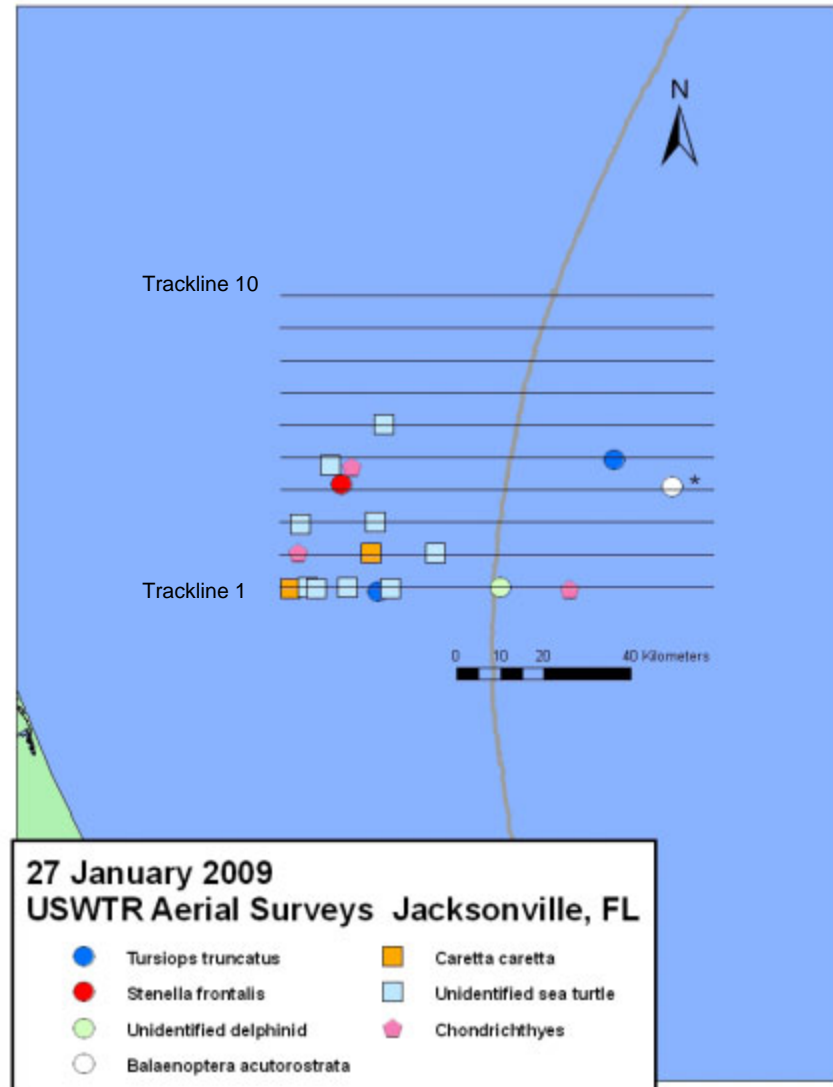 N
Trackline 10
*
Trackline 1
0 10 20 40 Kilometers
27 January 2009
USWTR Aerial Surveys Jacksonville, FL
Tursiops truncatus
Caretta caretta
Stenella frontalis
Unidentified sea turtle
Unidentified delphinid
Chondrichthyes
Balaenoptera acutorostrata